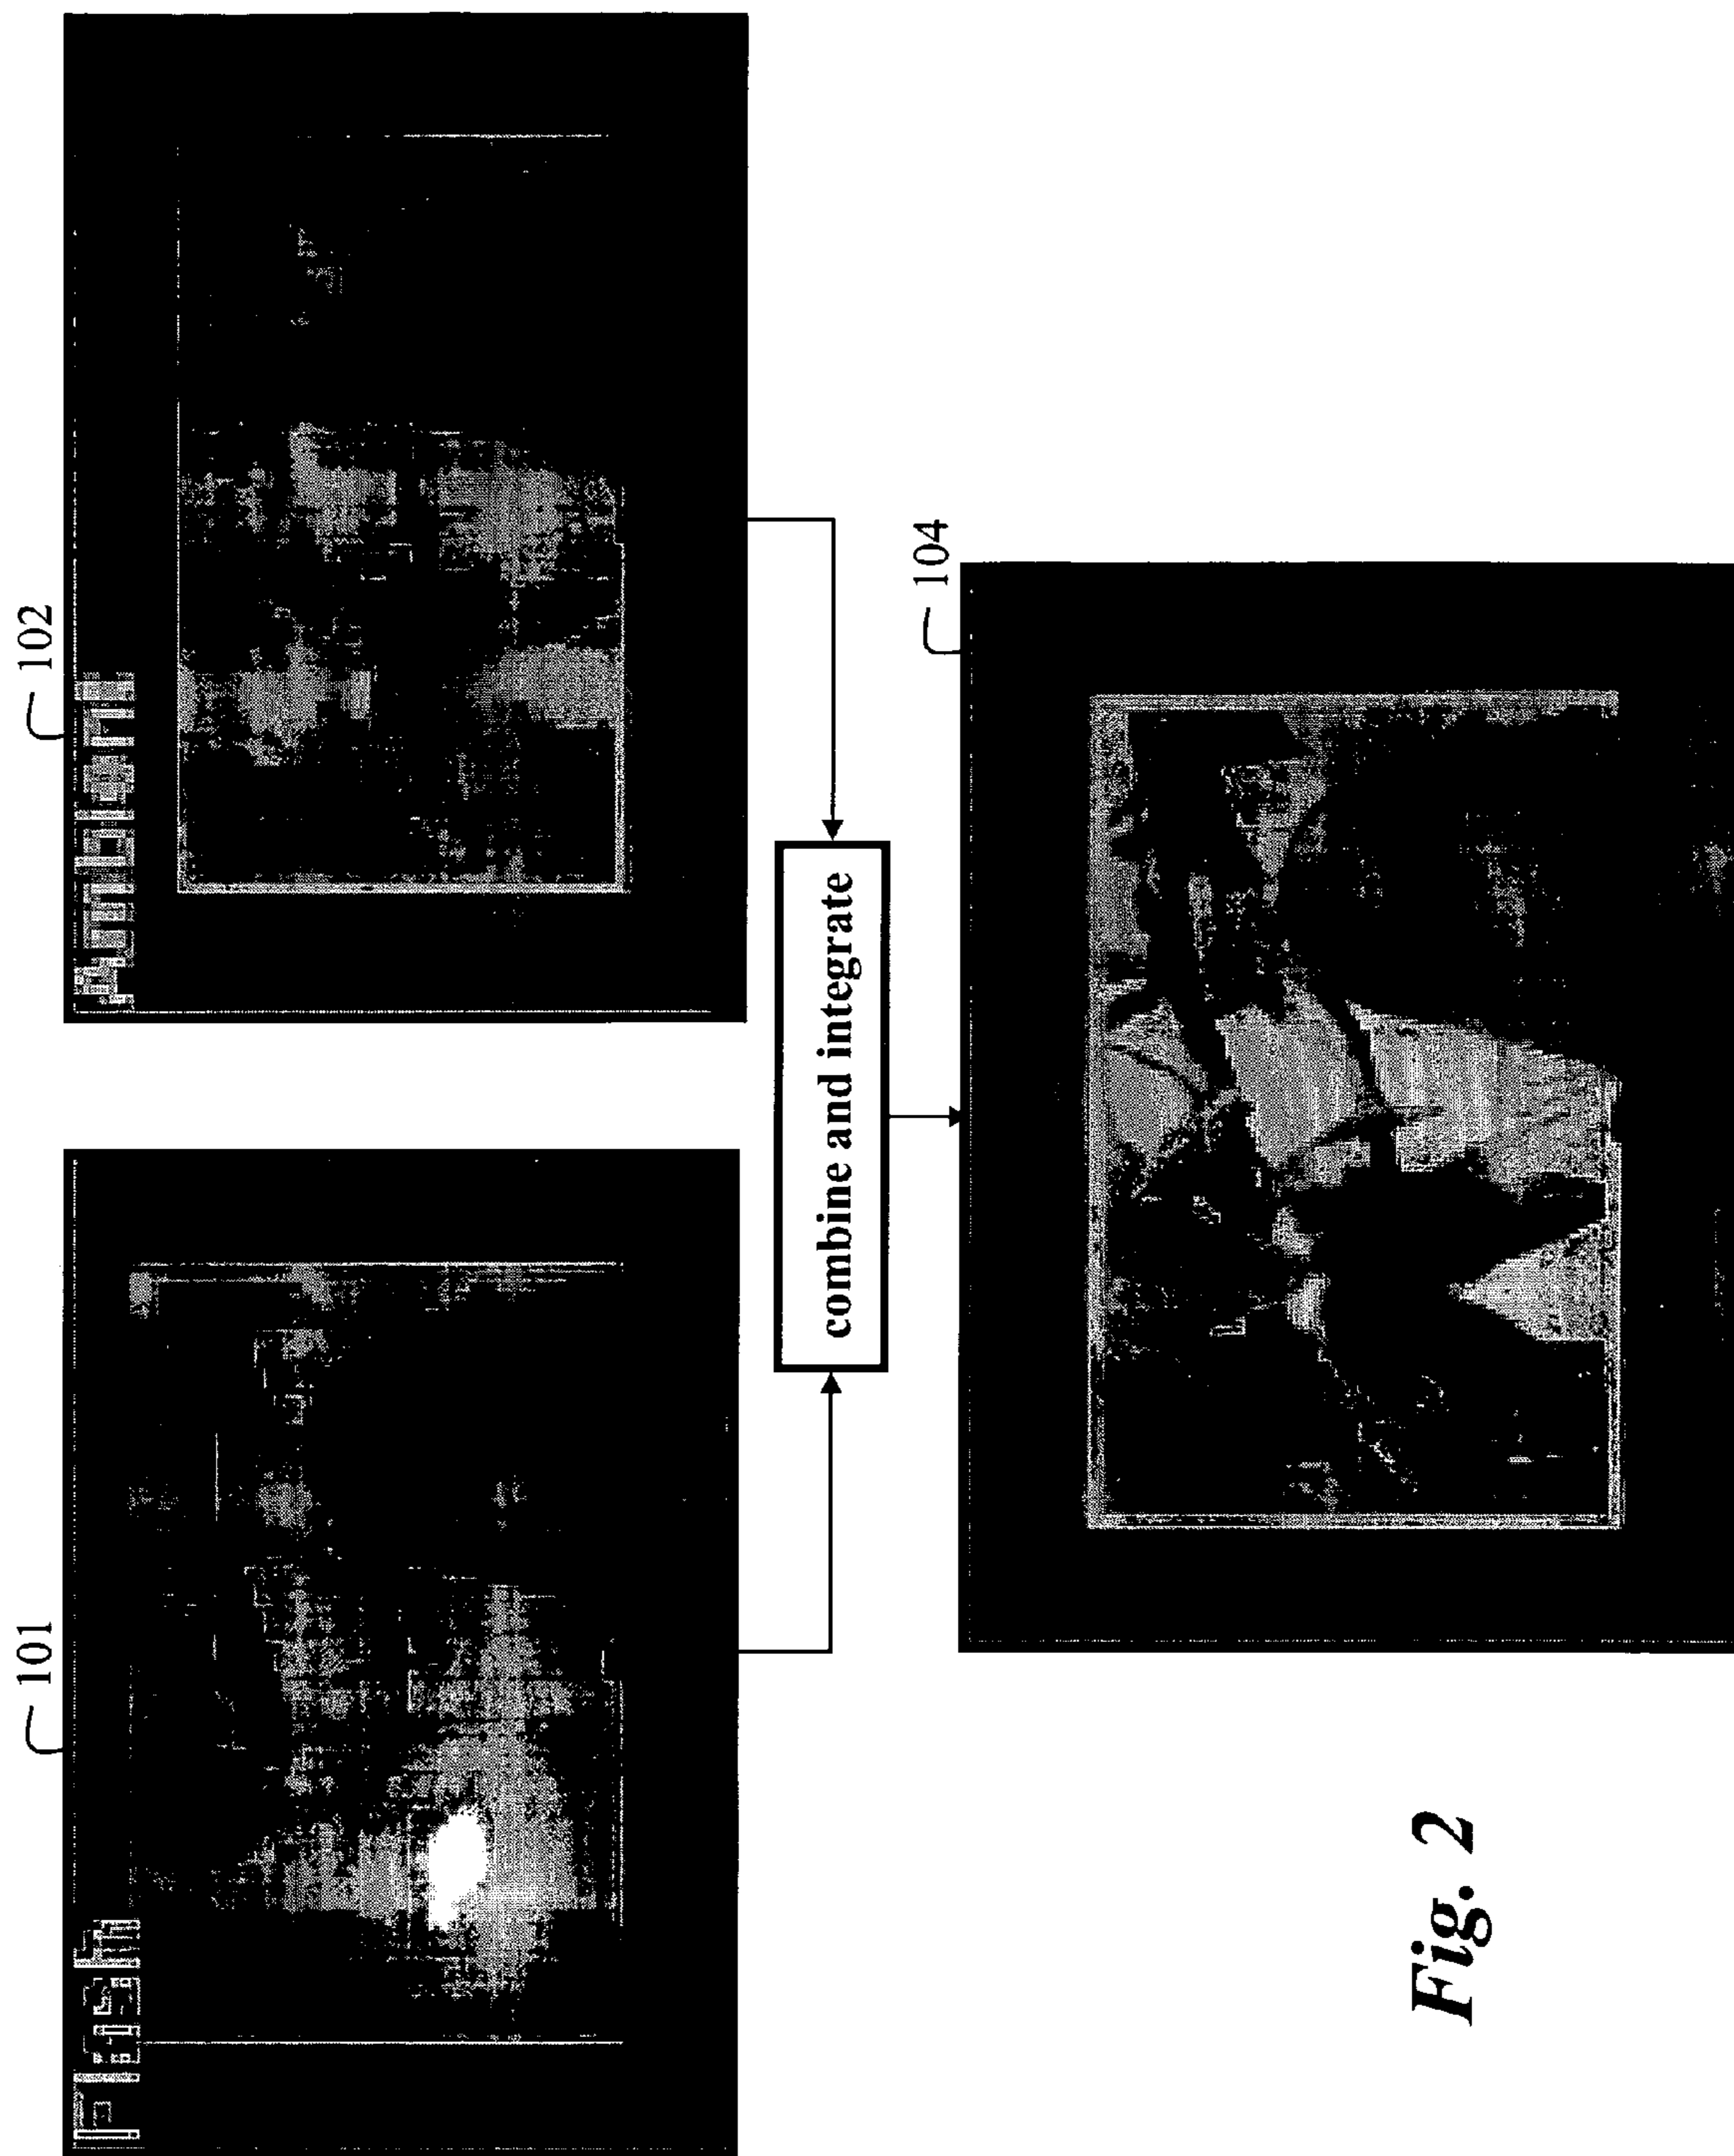 101
Flash
102
Ambient
combine and integrate
104
Fig. 2